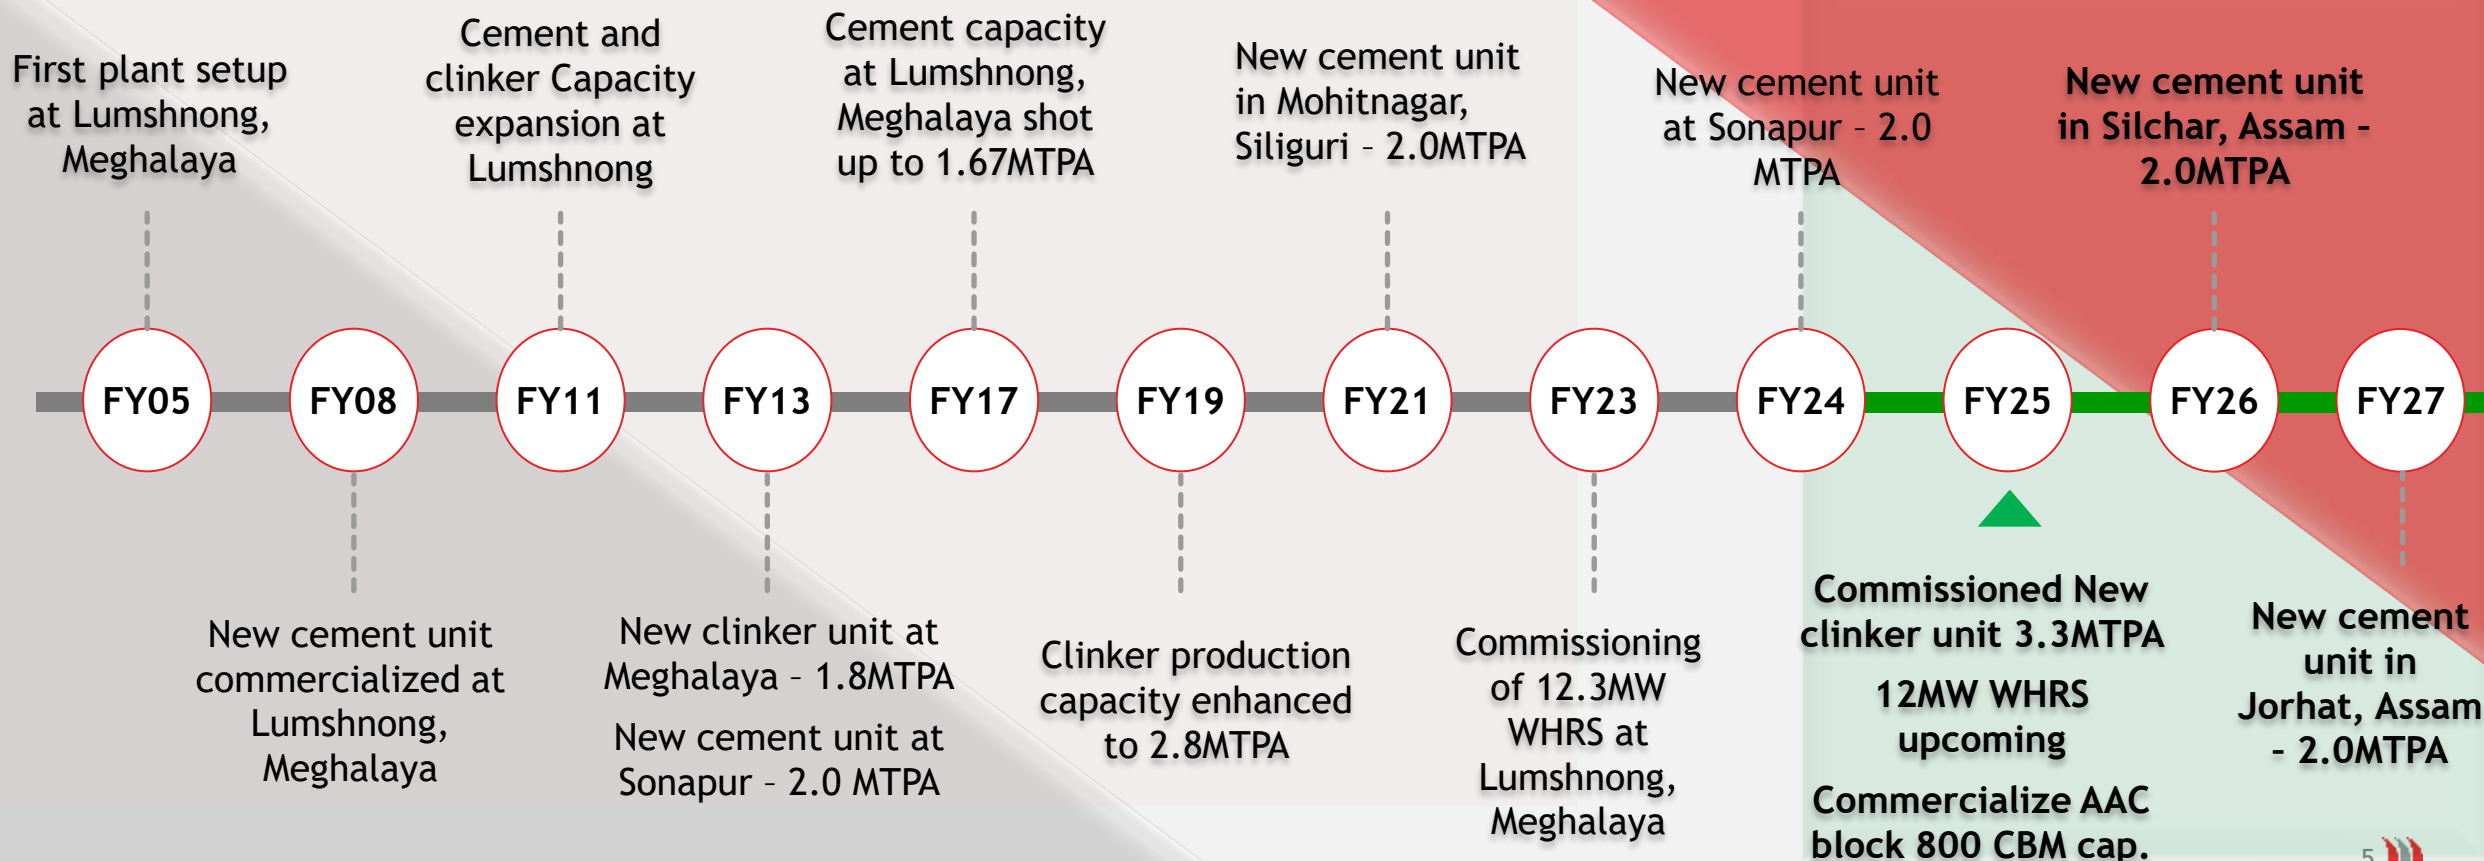 First plant setup
at Lumshnong,
Meghalaya
Cement and
clinker Capacity
expansion at
Lumshnong
Cement capacity
at Lumshnong,
Meghalaya shot
up to 1.67MTPA
New cement unit
in Mohitnagar,
Siliguri – 2.0MTPA
New cement unit
at Sonapur – 2.0
MTPA
New cement unit
in Silchar, Assam –
2.0MTPA
FY05
FY08
FY11
FY13
FY17
FY19
FY21
FY23
FY24
FY25
FY26
FY27
New cement unit
commercialized at
Lumshnong,
Meghalaya
New clinker unit at
Meghalaya – 1.8MTPA
New cement unit at
Sonapur – 2.0 MTPA
Clinker production
capacity enhanced
to 2.8MTPA
Commissioning
of 12.3MW
WHRS at
Lumshnong,
Meghalaya
Commissioned New
clinker unit 3.3MTPA
12MW WHRS
upcoming
Commercialize AAC
block 800 CBM cap.
New cement
unit in
Jorhat, Assam
– 2.0MTPA
5